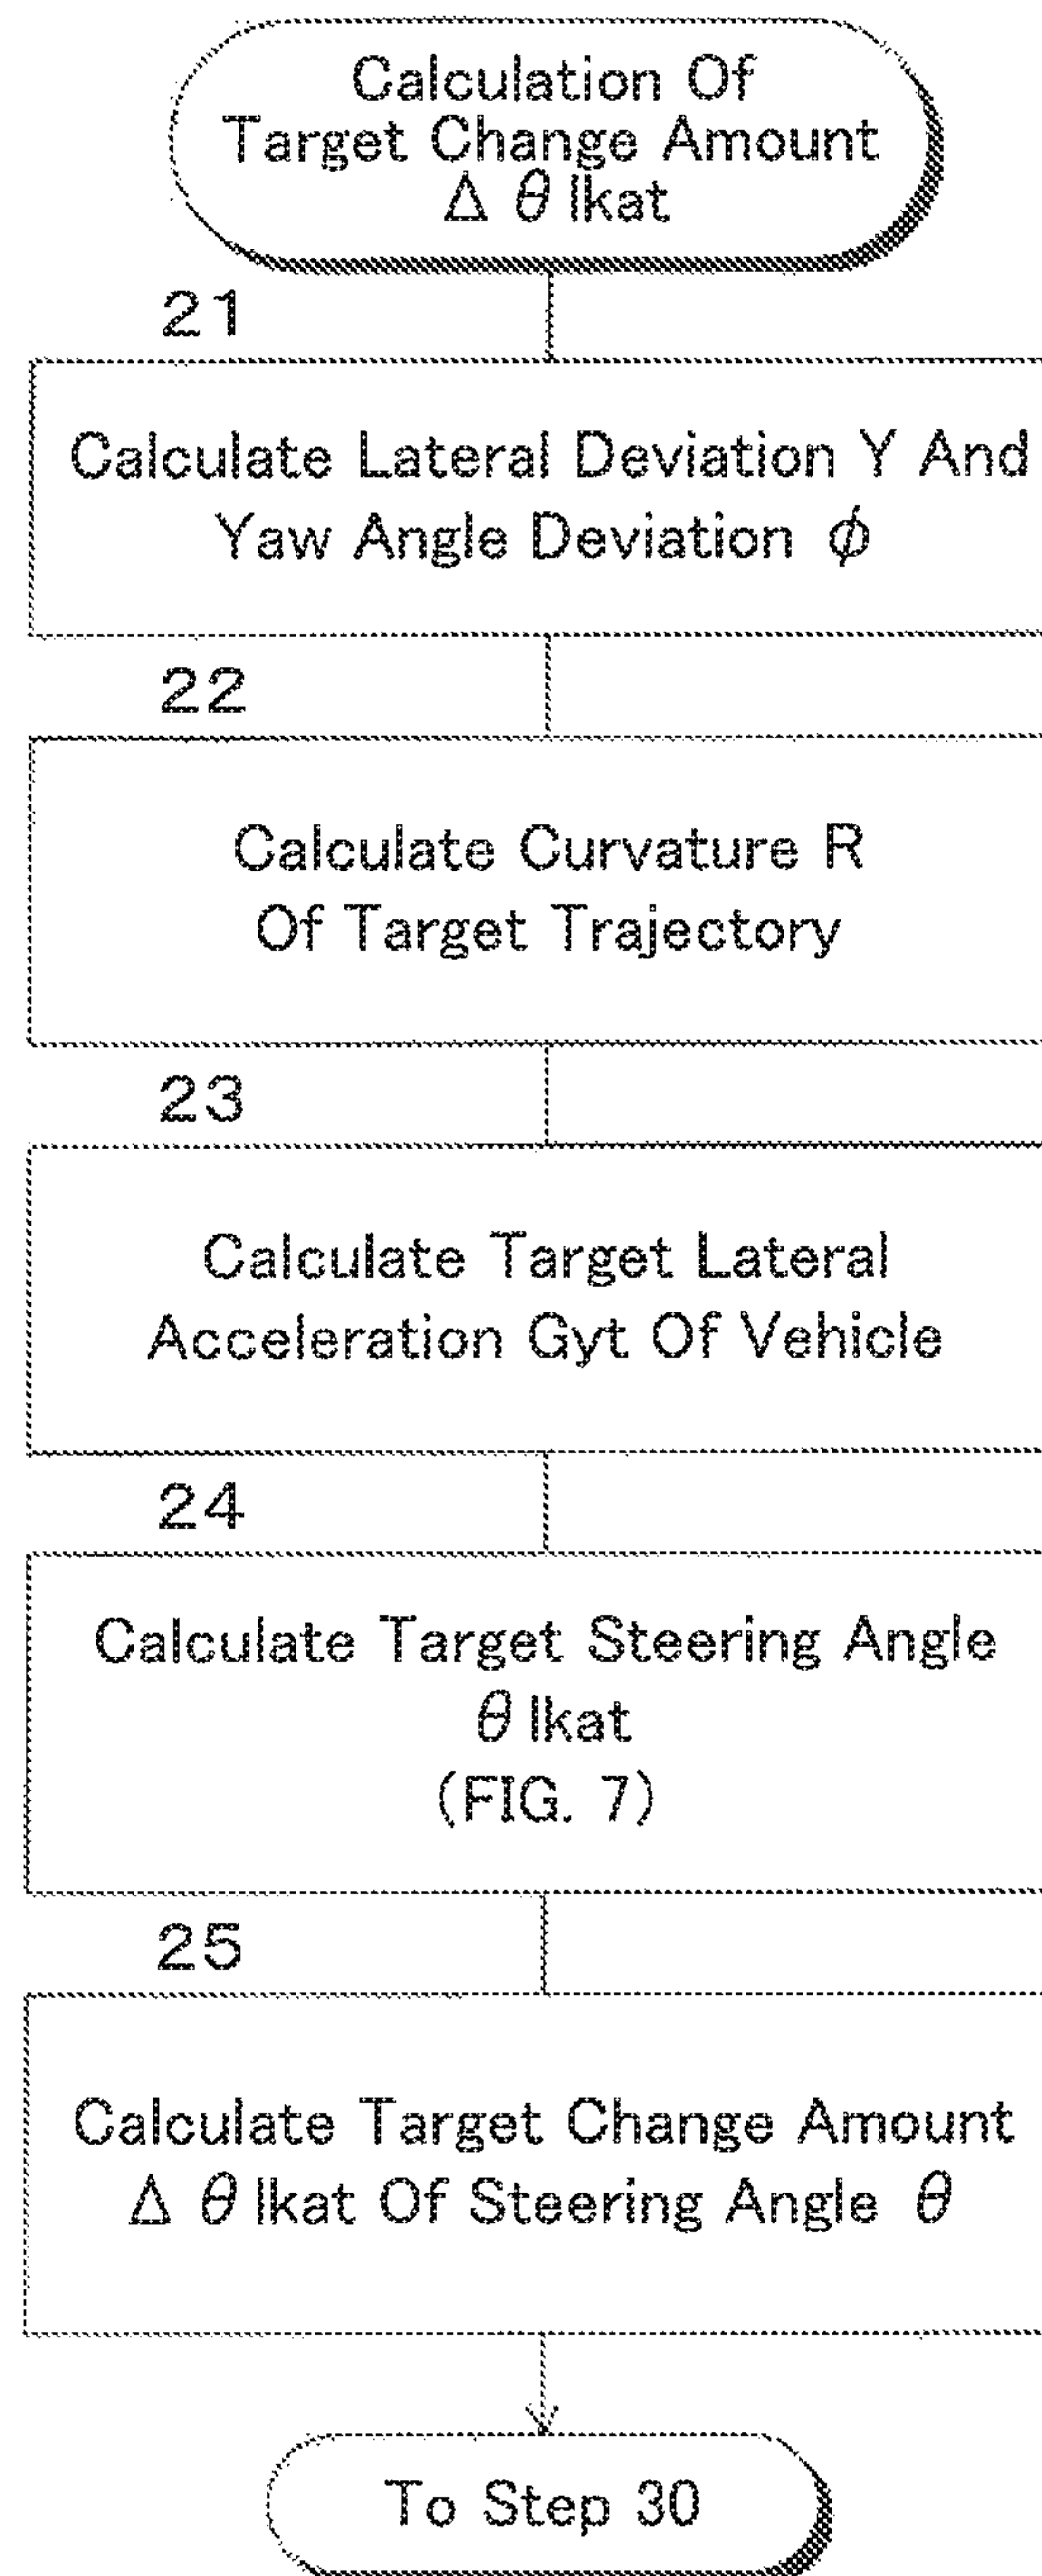 Calculation Of
Target Change Amount
Δ θ lkat
21
Calculate Lateral Deviation Y And
Yaw Angle Deviation ϕ
22
Calculate Curvature R
Of Target Trajectory
23
Calculate Target Lateral
Acceleration Gyt Of Vehicle
24
Calculate Target Steering Angle
θ lkat
(FIG. 7)
25
Calculate Target Change Amount
Δ θ lkat Of Steering Angle θ
To Step 30